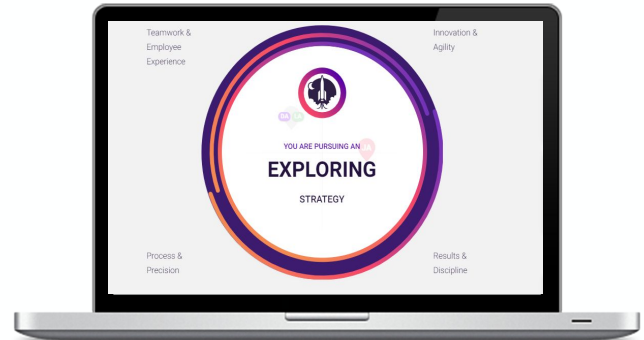 Teamwork &
Employee
Experience
Innovation &
Agility
YOU ARE PURSUING AN
EXPLORING
STRATEGY
Process &
Precision
Results &
Discipline